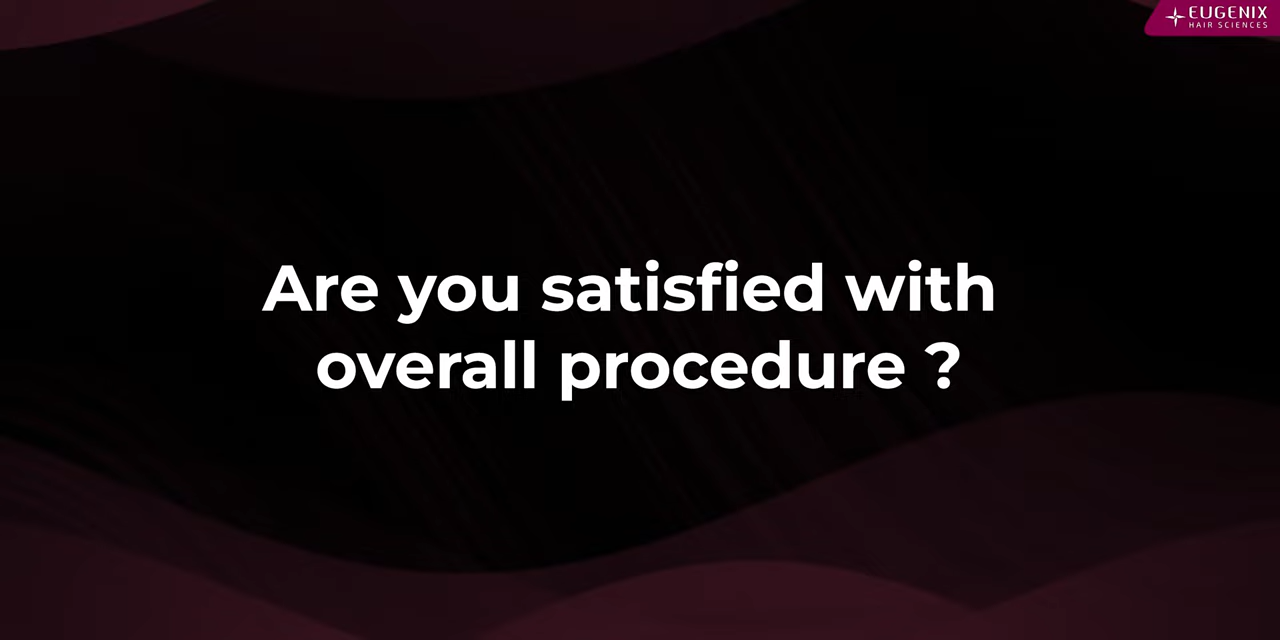 EUGENIX
HAIR SCIENCES
Are you satisfied with
overall procedure ?